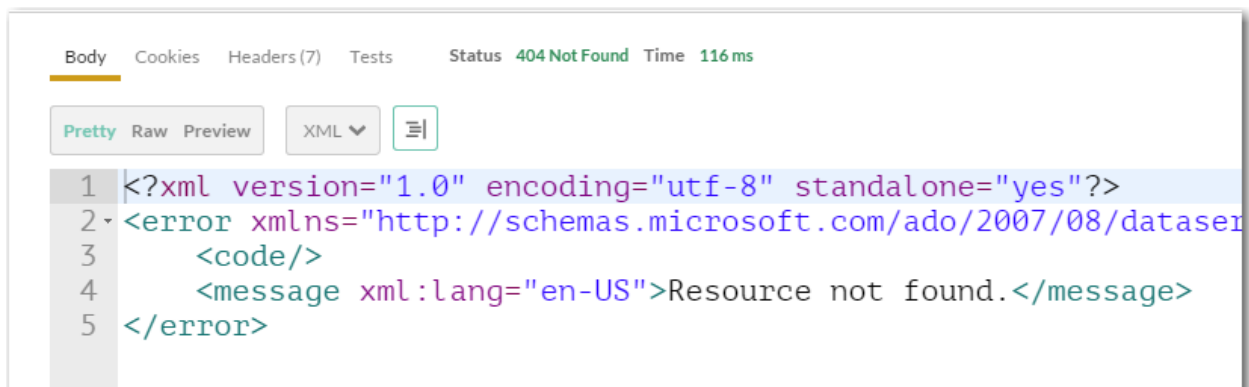 Body Cookies Headers (7) Tests Status 404 Not Found Time 116 ms
Pretty Raw Preview XML
1 <?xml version="1.0" encoding="utf-8" standalone="yes"?>
2 <error xmlns="http://schemas.microsoft.com/ado/2007/08/dataser
3 <code/>
4 <message xml:lang="en-US">Resource not found.</message>
5 </error>